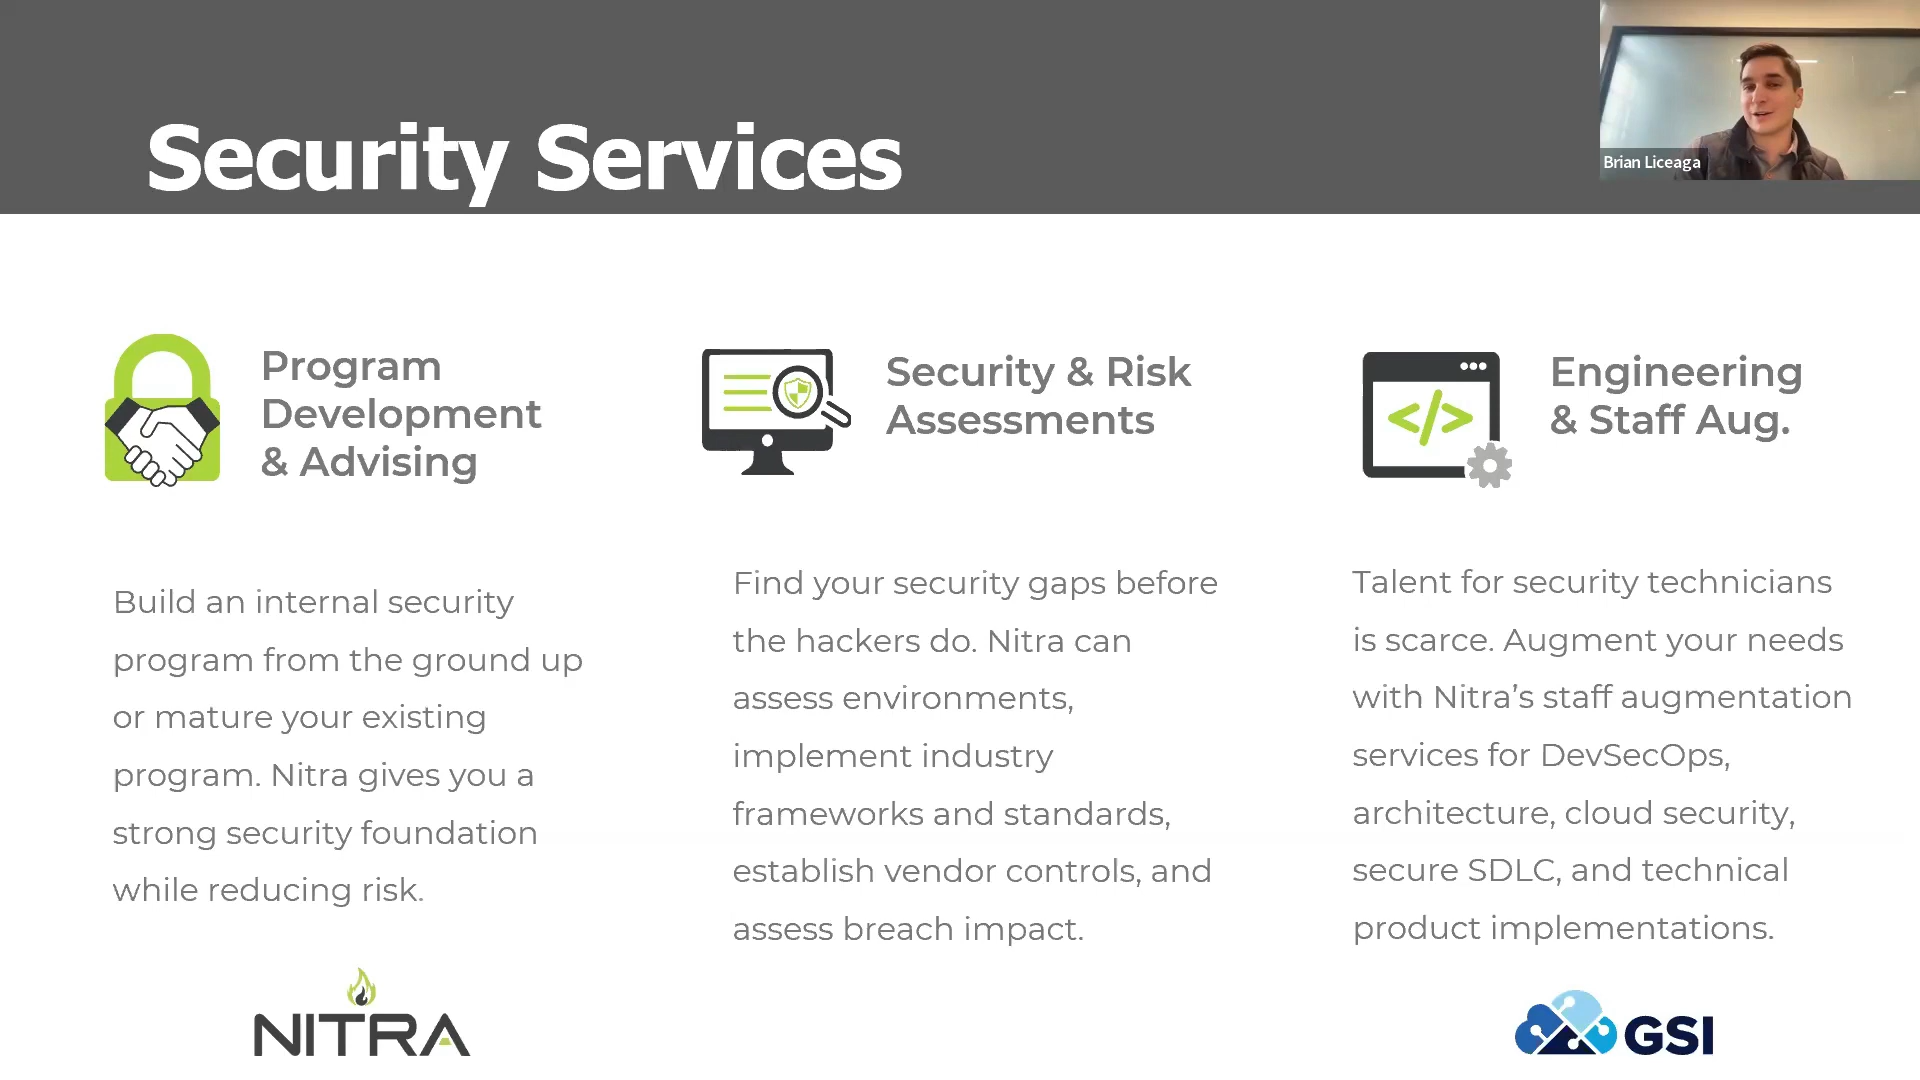 Security Services
Brian Liceaga
Program
Development
& Advising
Build an internal security
program from the ground up
or mature your existing
program. Nitra gives you a
strong security foundation
while reducing risk.
Security & Risk
Assessments
Find your security gaps before
the hackers do. Nitra can
assess environments,
implement industry
frameworks and standards,
establish vendor controls, and
assess breach impact.
Engineering
& Staff Aug.
</>
Talent for security technicians
is scarce. Augment your needs
with Nitra’s staff augmentation
services for DevSecOps,
architecture, cloud security,
secure SDLC, and technical
product implementations.
NITRA
GSI